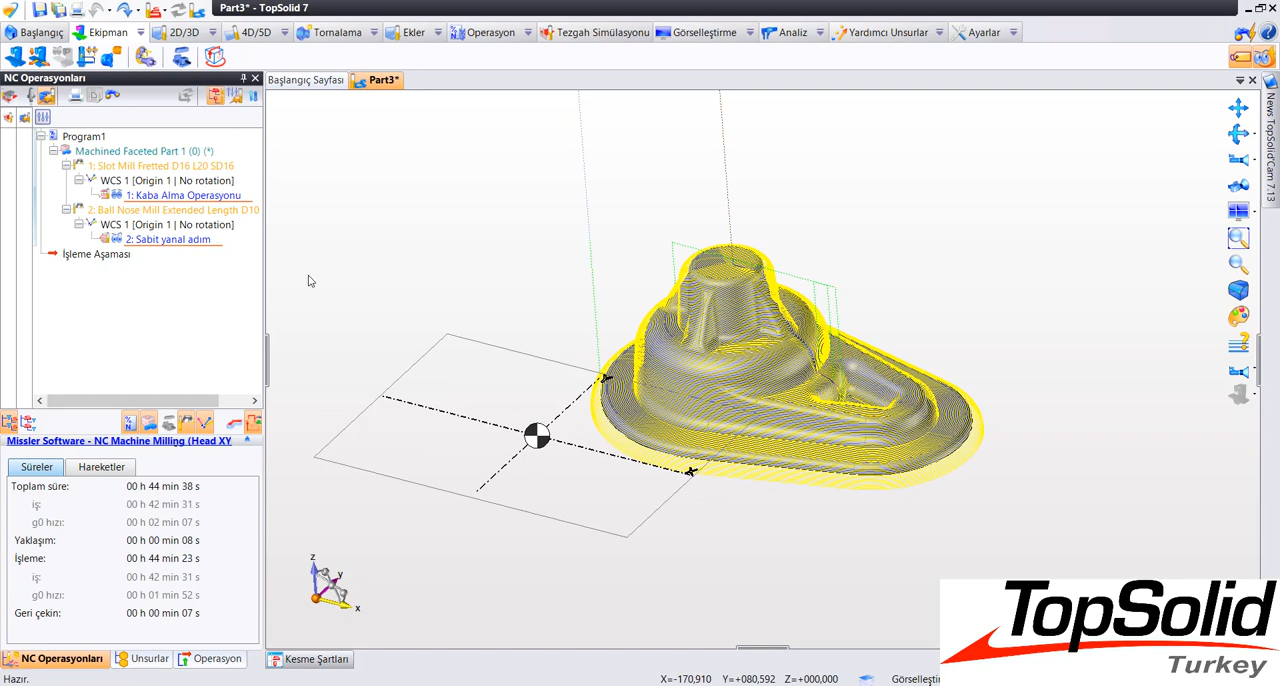 Part3* - TopSolid 7
Başlangıç Ekipman 2D/3D 4D/5D Tornalama Ekler Operasyon Tezgah Simülasyonu Görselleştirme Analiz Yardımcı Unsurlar Ayarlar
NC Operasyonları
Başlangıç Sayfası Part3*
News TopSolid'Cam 7.13
Program1
Machined Faceted Part 1 (0) (*)
1: Slot Mill Fretted D16 L20 SD16
WCS 1 [Origin 1 | No rotation]
1: Kaba Alma Operasyonu
2: Ball Nose Mill Extended Length D10
WCS 1 [Origin 1 | No rotation]
2: Sabit yanal adım
İşleme Aşaması
Missler Software - NC Machine Milling (Head XY
Süreler Hareketler
Toplam süre: 00 h 44 min 38 s
iş: 00 h 42 min 31 s
g0 hızı: 00 h 02 min 07 s
Yaklaşım: 00 h 00 min 08 s
İşleme: 00 h 44 min 23 s
iş: 00 h 42 min 31 s
g0 hızı: 00 h 01 min 52 s
Geri çekin: 00 h 00 min 07 s
z
y
x
TopSolid
Turkey
NC Operasyonları Unsurlar Operasyon Kesme Şartları
Hazır. X=-170,910 Y=+080,592 Z=+000,000 Görselleşti